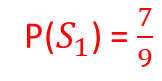 P(S₁) = 7/9